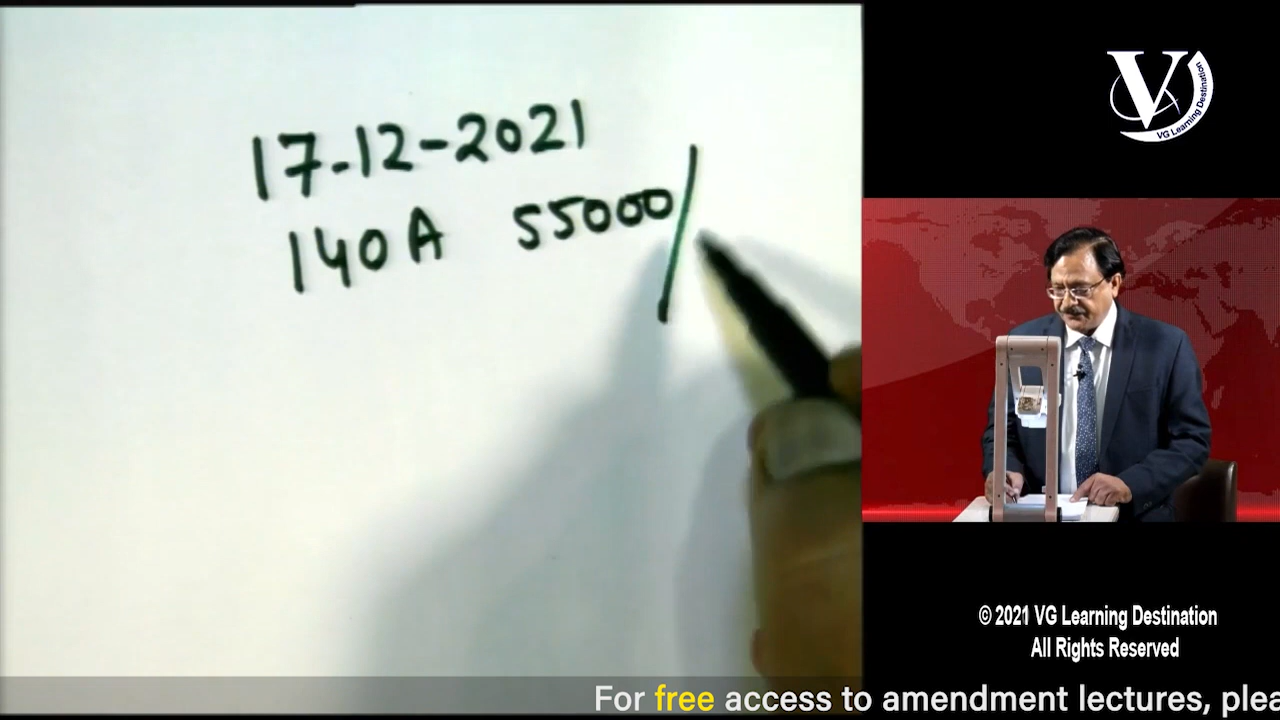 17-12-2021
140A 55000/
V
VG Learning Destination
© 2021 VG Learning Destination
All Rights Reserved
For free access to amendment lectures, plea